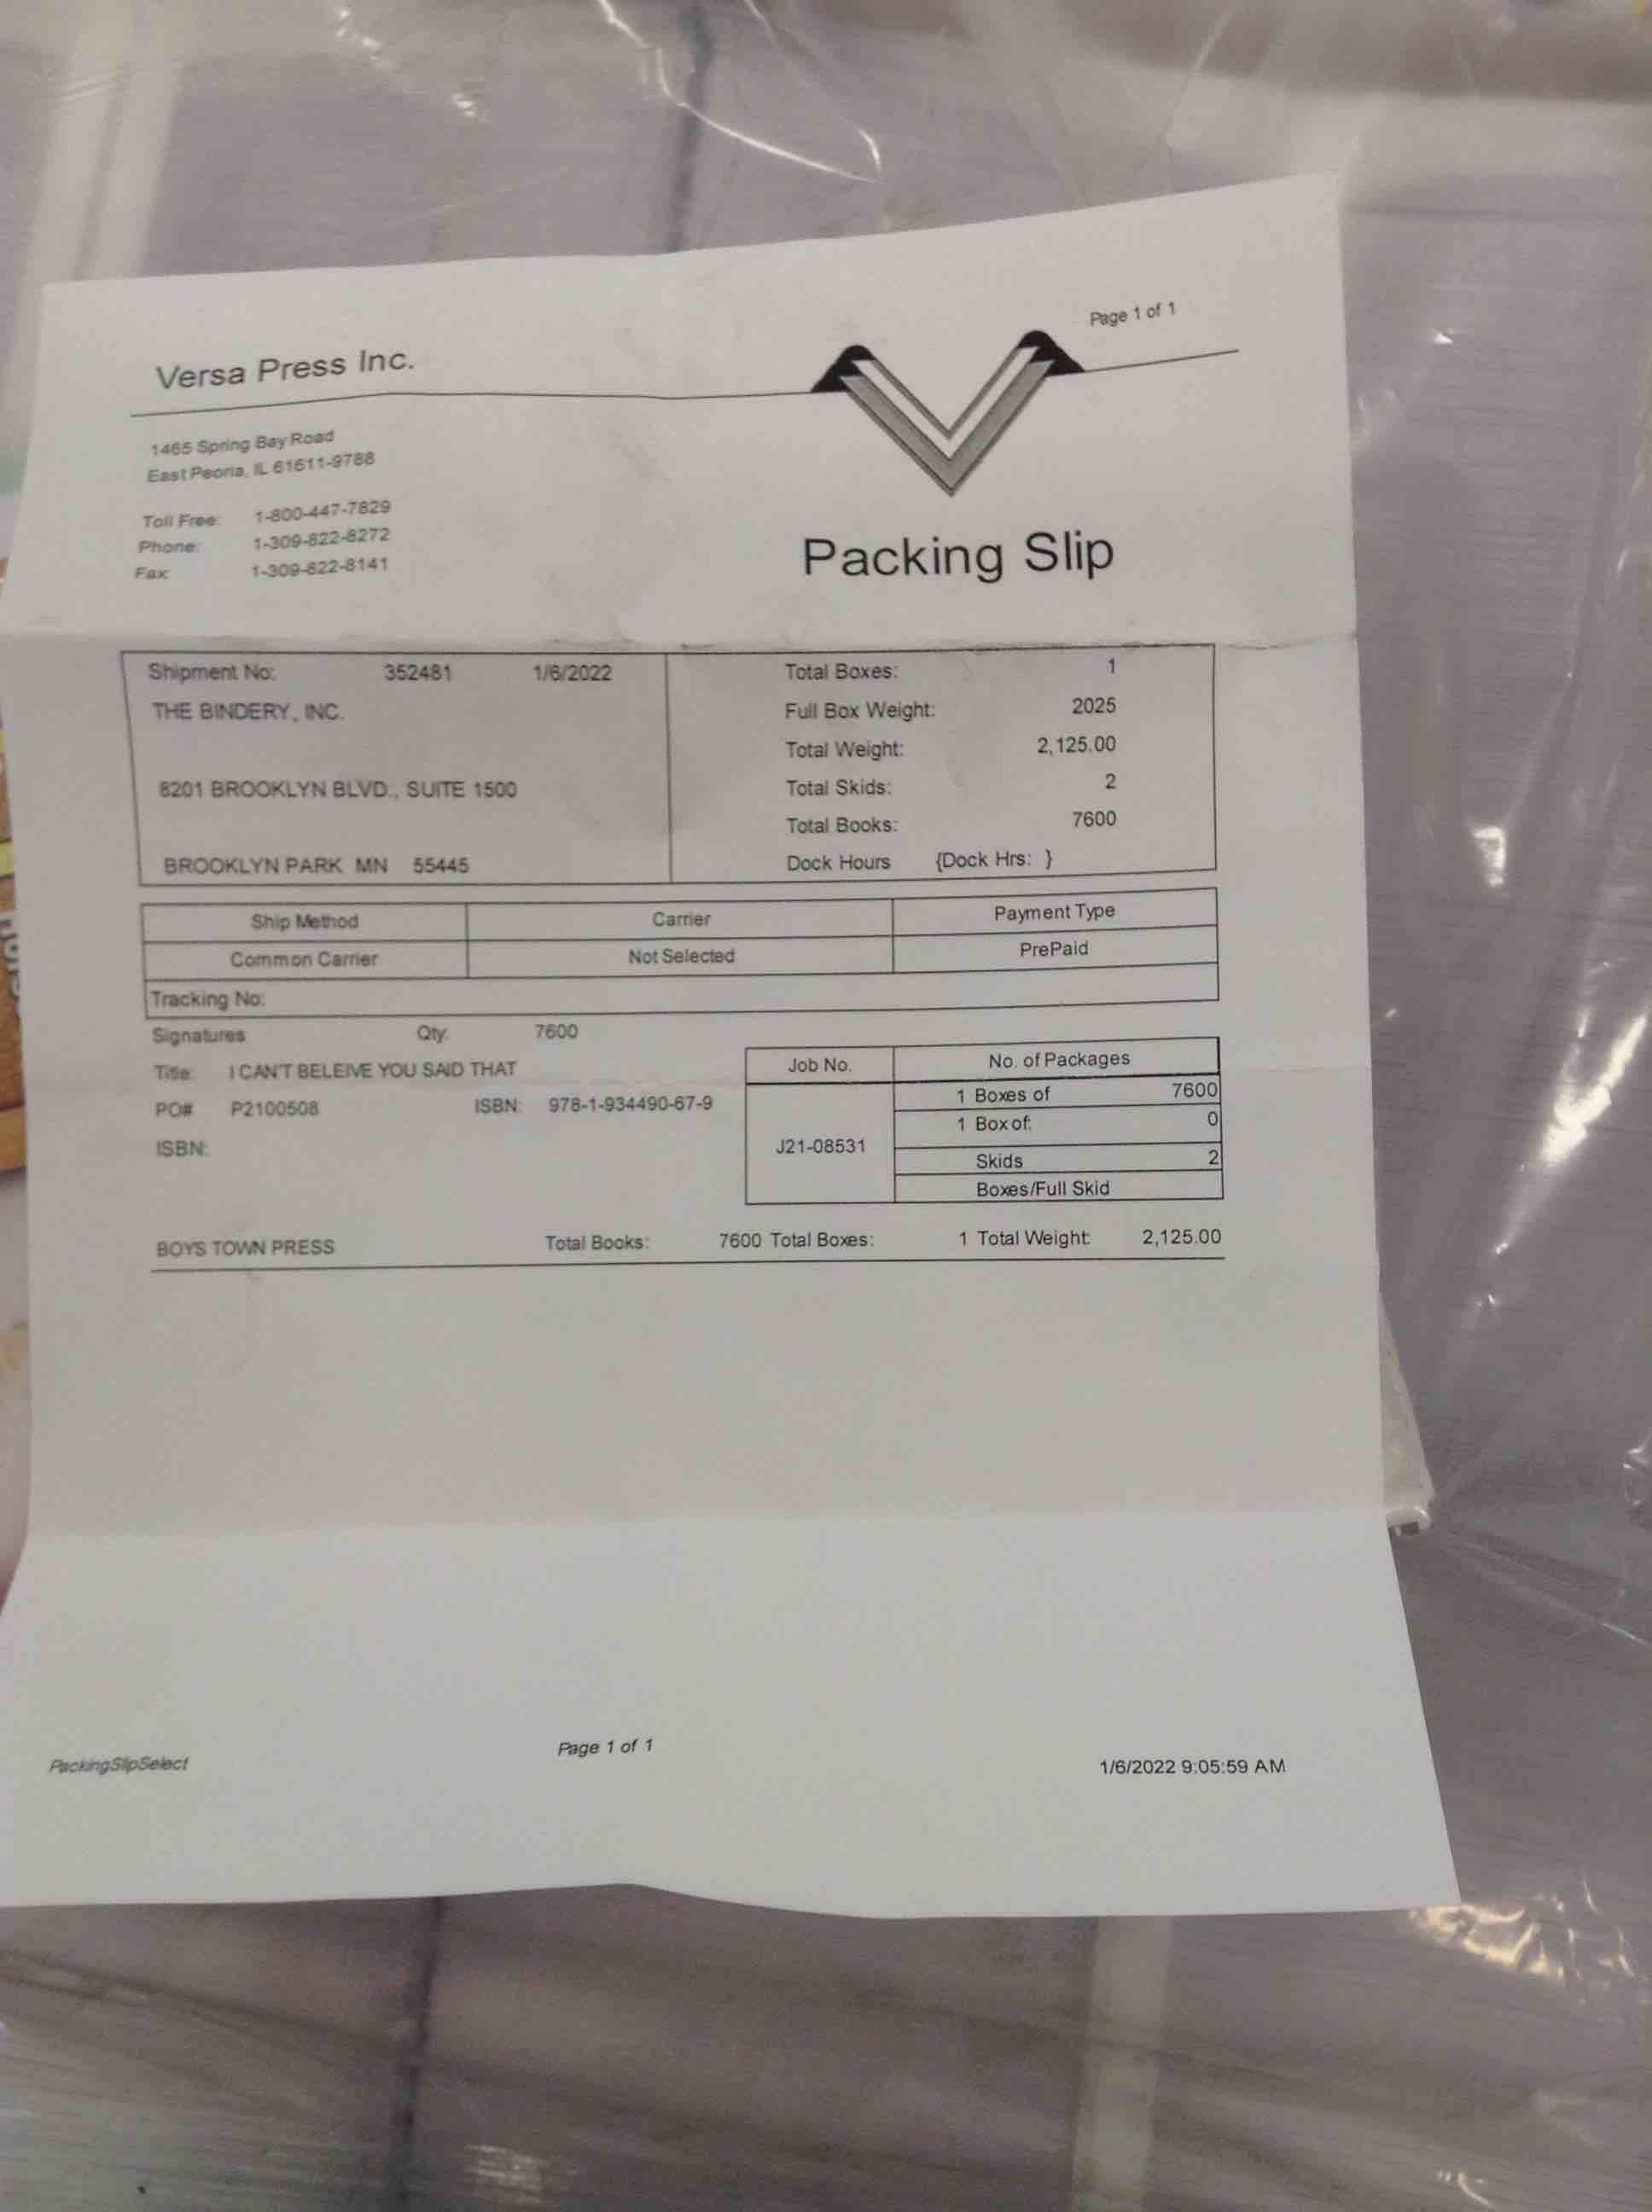 Page 1 of 1
Versa Press Inc.
1465 Spring Bay Road
East Peoria, IL 61611-9788
Toll Free: 1-800-447-7829
Phone: 1-309-822-8272
Fax: 1-309-822-8141
Packing Slip
Shipment No: 352481 1/6/2022
THE BINDERY, INC.
8201 BROOKLYN BLVD., SUITE 1500
BROOKLYN PARK MN 55445
Total Boxes: 1
Full Box Weight: 2025
Total Weight: 2,125.00
Total Skids: 2
Total Books: 7600
Dock Hours {Dock Hrs: }
Ship Method Carrier Payment Type
Common Carrier Not Selected PrePaid
Tracking No:
Signatures Qty: 7600
Title: I CAN'T BELEIVE YOU SAID THAT
PO# P2100508 ISBN: 978-1-934490-67-9
ISBN:
Job No. No. of Packages
J21-08531
1 Boxes of 7600
1 Box of: 0
Skids 2
Boxes/Full Skid
BOYS TOWN PRESS Total Books: 7600 Total Boxes: 1 Total Weight: 2,125.00
PackingSlipSelect Page 1 of 1 1/6/2022 9:05:59 AM